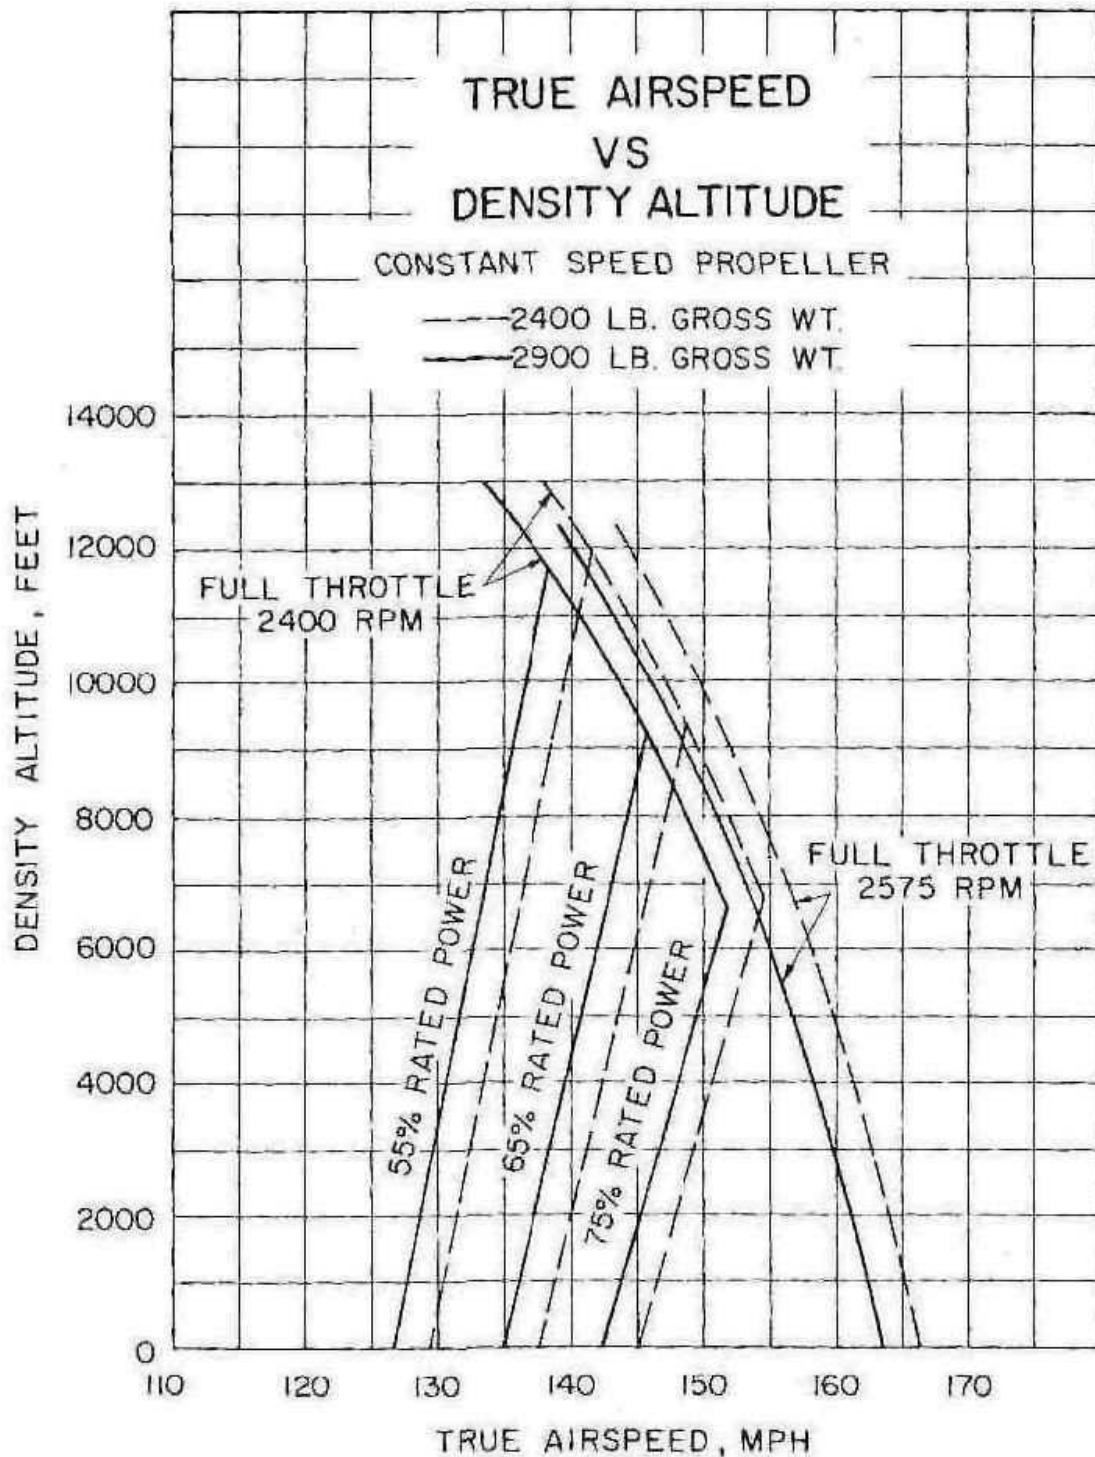 TRUE AIRSPEED
VS
DENSITY ALTITUDE
CONSTANT SPEED PROPELLER
2400 LB. GROSS WT.
2900 LB. GROSS WT.
14000
12000
10000
8000
6000
4000
2000
0
DENSITY ALTITUDE, FEET
FULL THROTTLE
2400 RPM
FULL THROTTLE
2575 RPM
55% RATED POWER
65% RATED POWER
75% RATED POWER
110 120 130 140 150 160 170
TRUE AIRSPEED, MPH